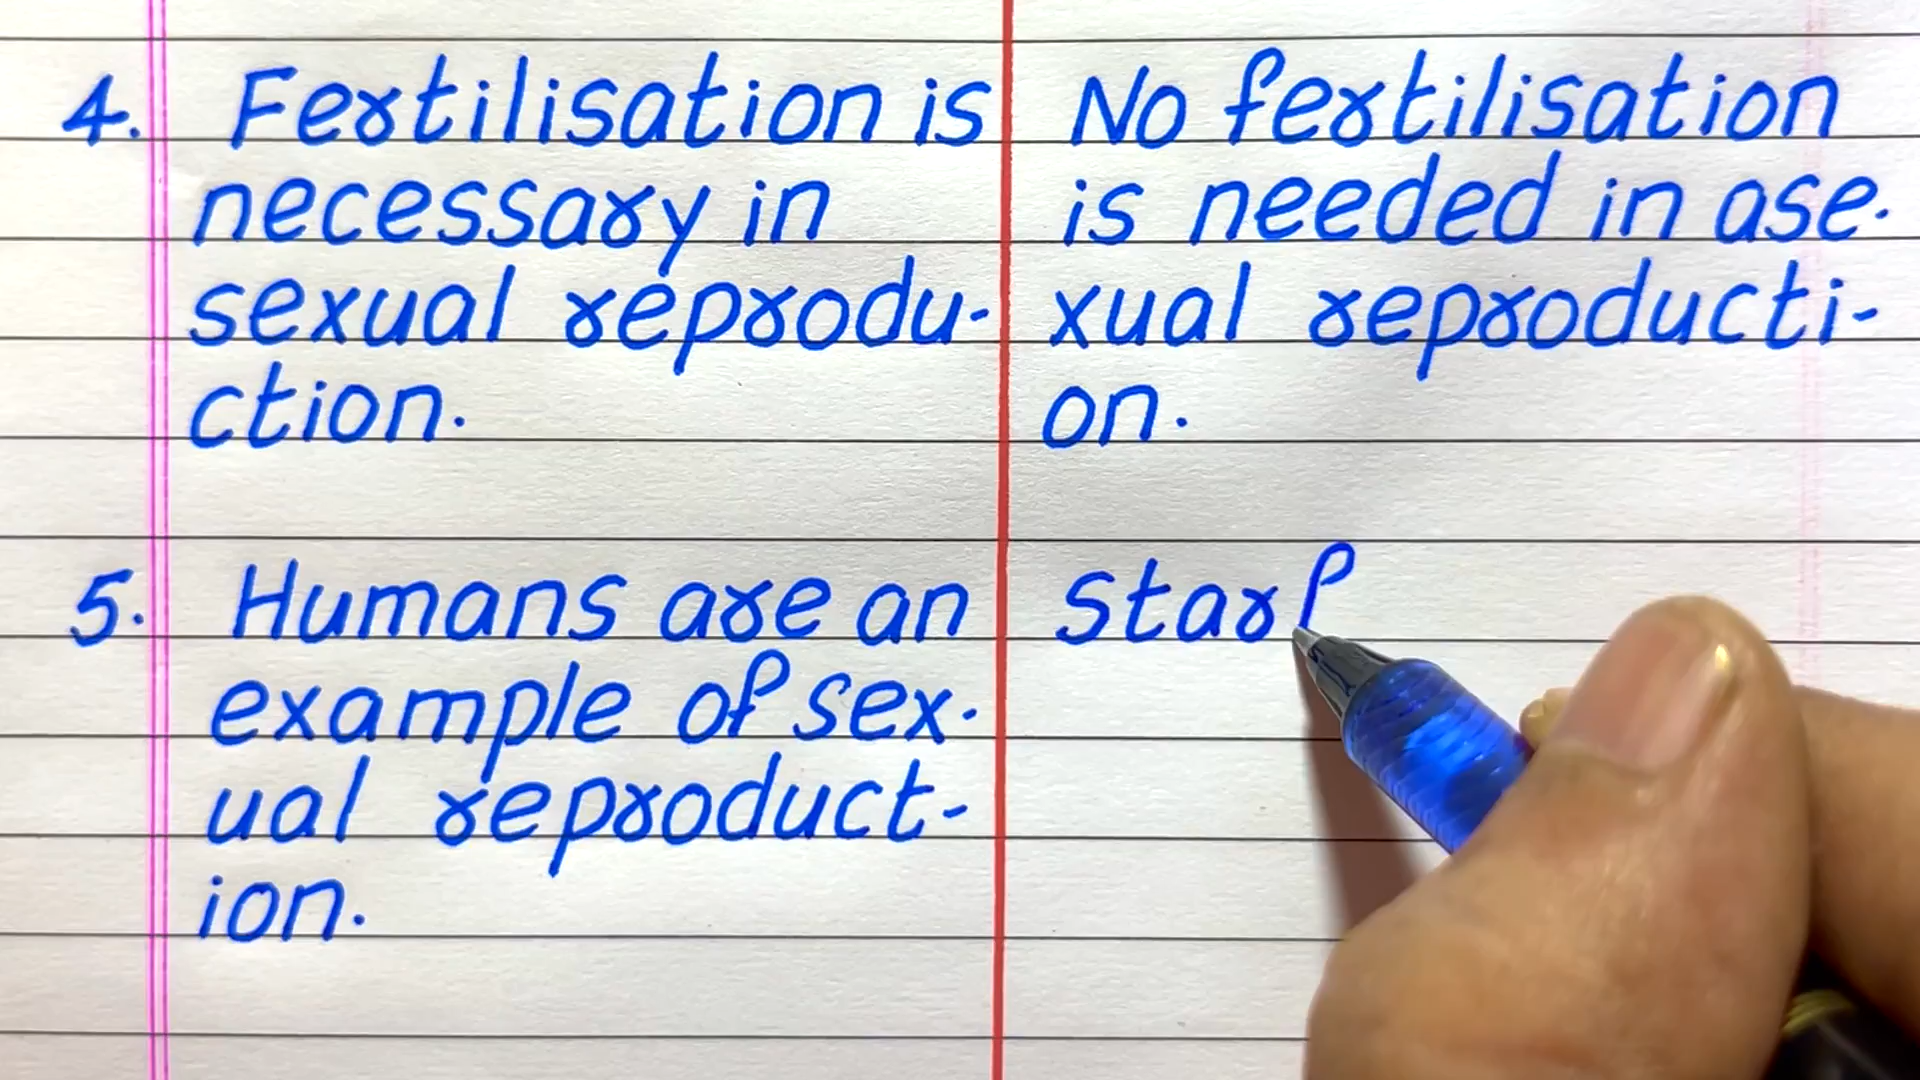 4. Fertilisation is
necessary in
sexual reprodu-
ction.
No fertilisation
is needed in ase-
xual reproducti-
on.
5. Humans are an
example of sex-
ual reproduct-
ion.
Starf